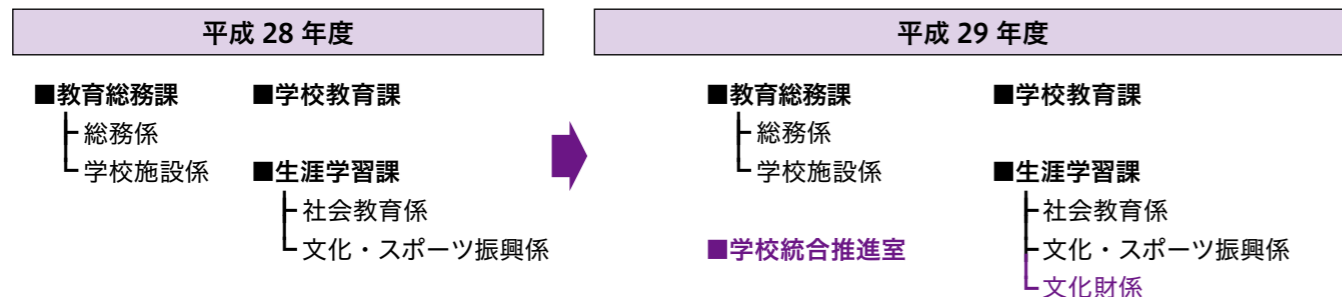 平成 28 年度
■教育総務課
総務係
学校施設係
■学校教育課
■生涯学習課
社会教育係
文化・スポーツ振興係
平成 29 年度
■教育総務課
総務係
学校施設係
■学校統合推進室
■学校教育課
■生涯学習課
社会教育係
文化・スポーツ振興係
文化財係